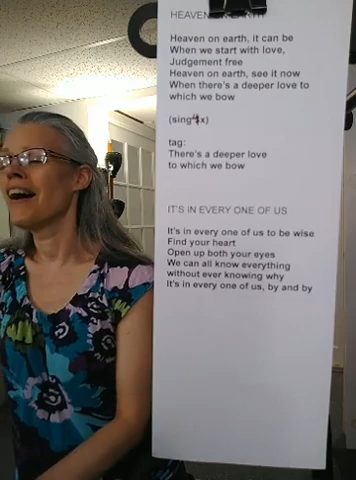 HEAVEN ON EARTH
Heaven on earth, it can be
When we start with love,
Judgement free
Heaven on earth, see it now
When there's a deeper love to
which we bow
(sing 4x)
tag:
There's a deeper love
to which we bow
IT'S IN EVERY ONE OF US
It's in every one of us to be wise
Find your heart
Open up both your eyes
We can all know everything
without ever knowing why
It's in every one of us, by and by